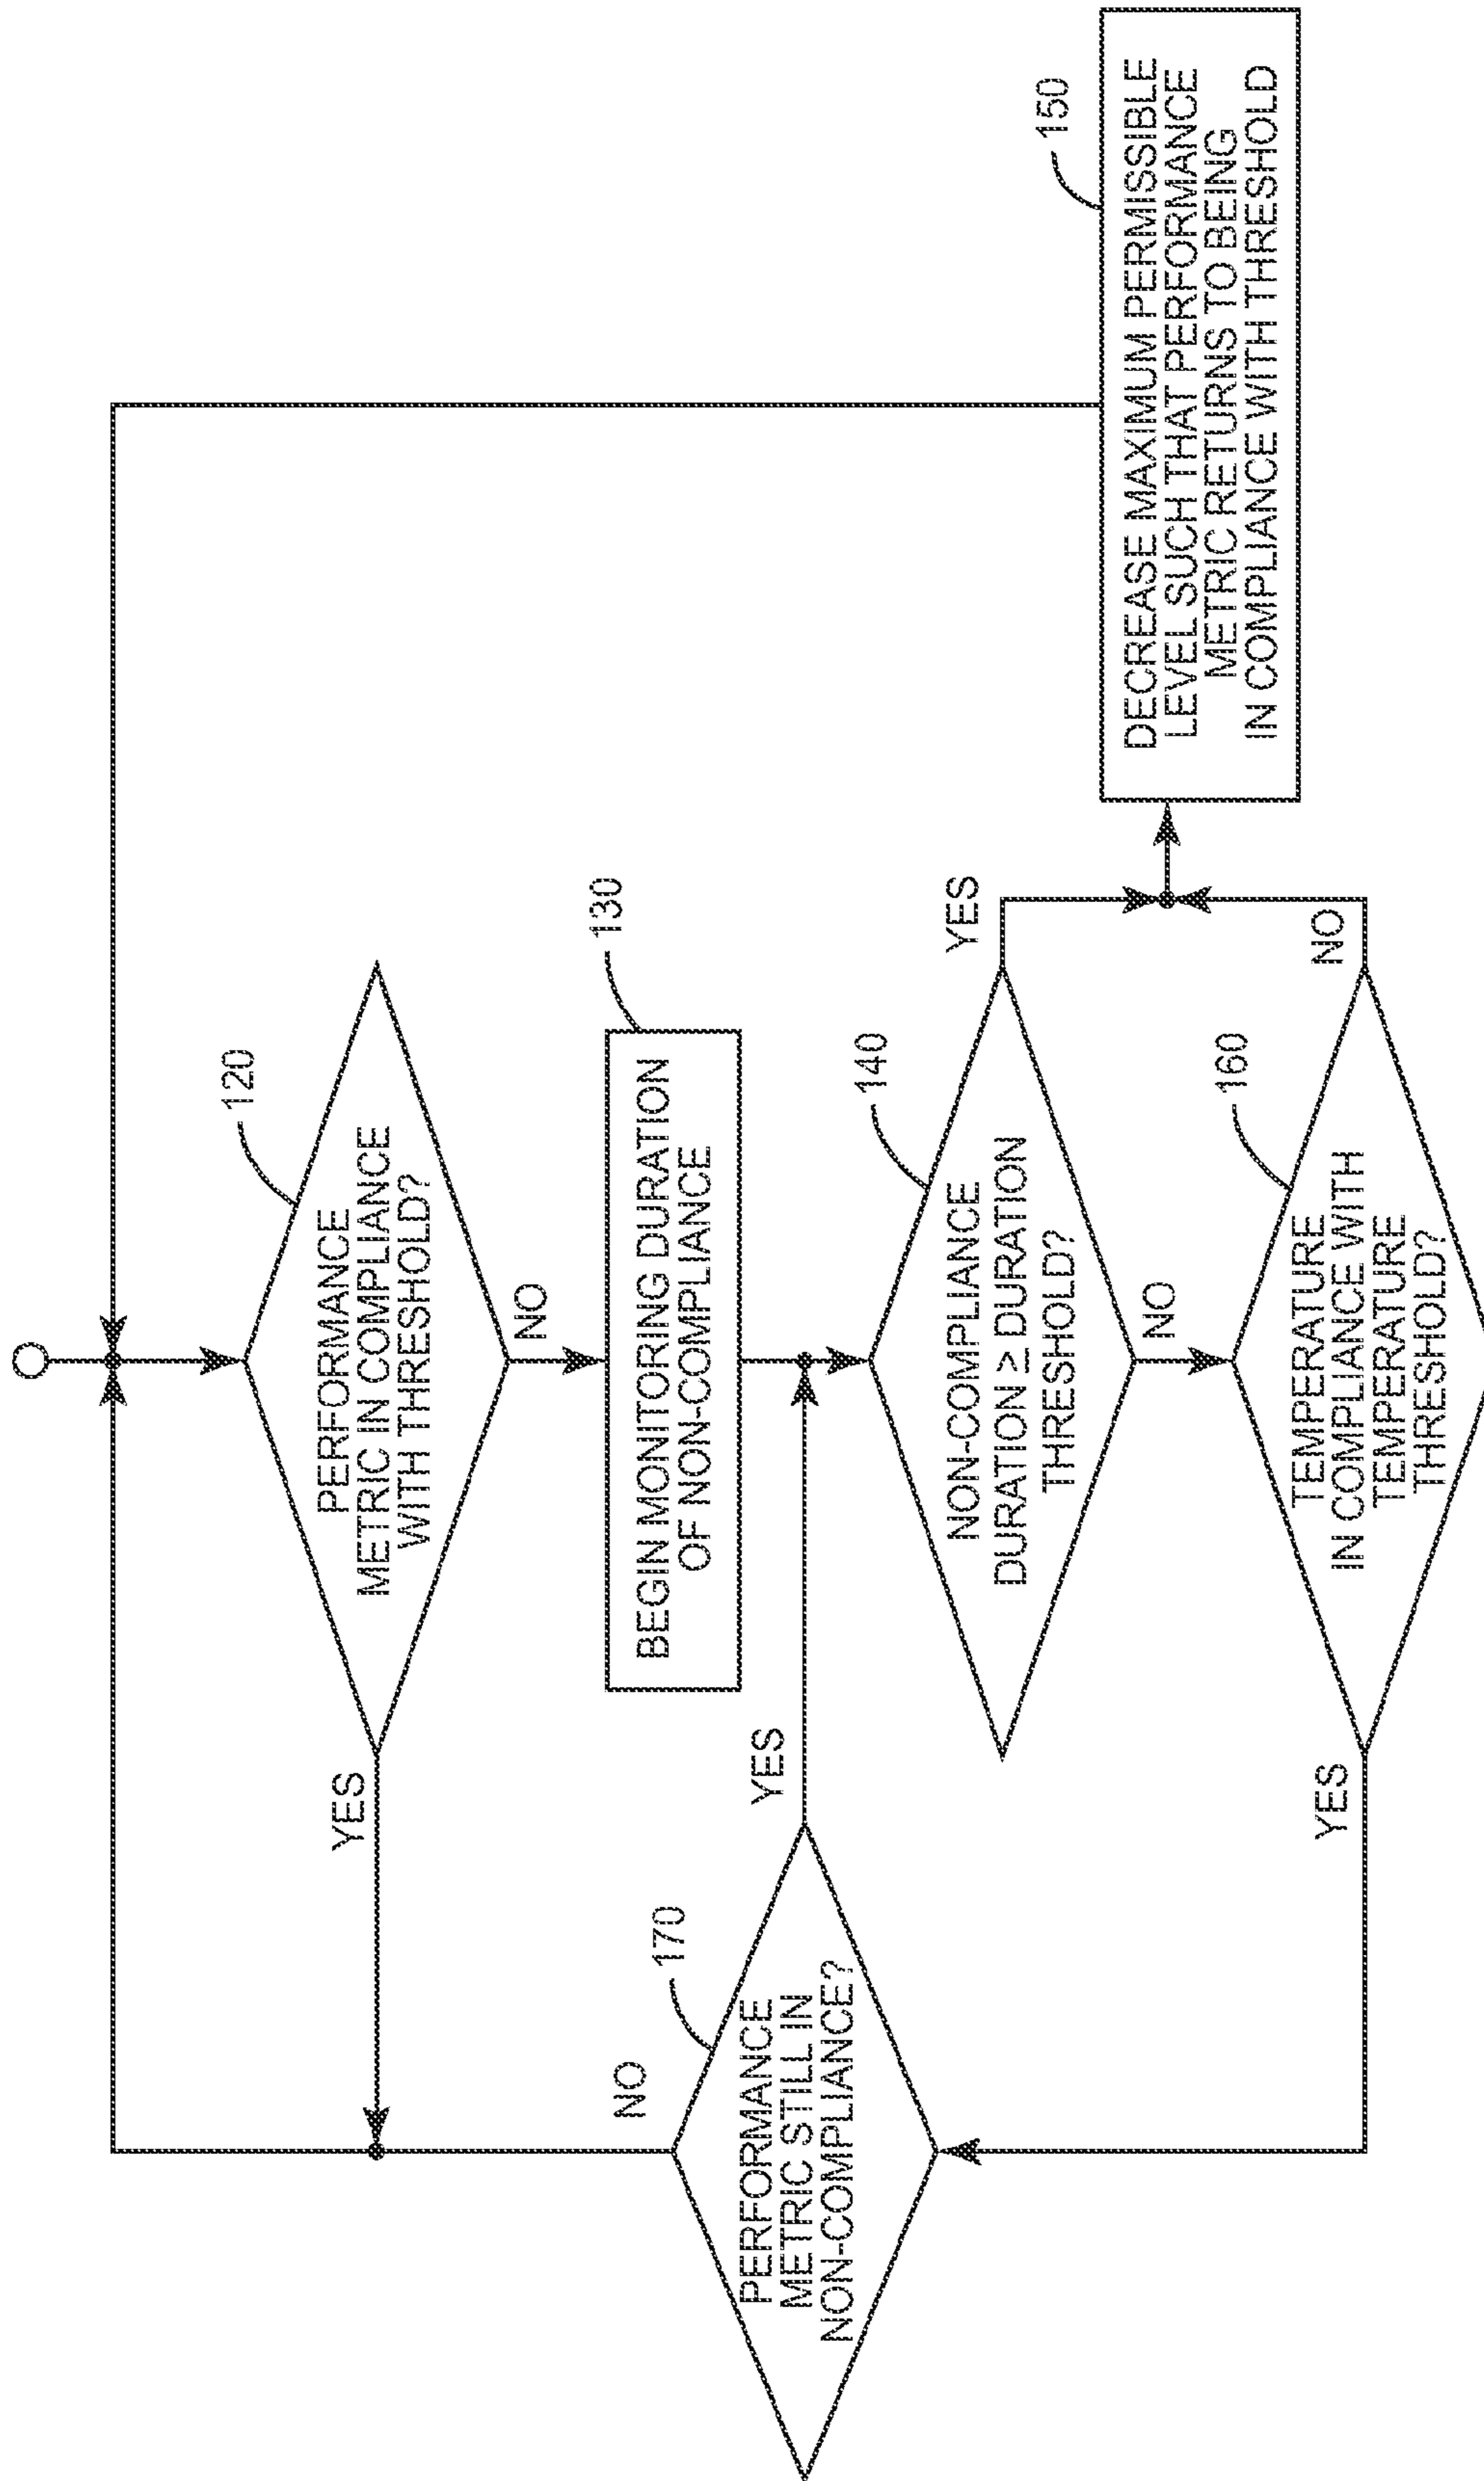 120
PERFORMANCE
METRIC IN COMPLIANCE
WITH THRESHOLD?
YES
NO
130
BEGIN MONITORING DURATION
OF NON-COMPLIANCE
170
PERFORMANCE
METRIC STILL IN
NON-COMPLIANCE?
NO
YES
140
NON-COMPLIANCE
DURATION ≥ DURATION
THRESHOLD?
YES
NO
150
DECREASE MAXIMUM PERMISSIBLE
LEVEL SUCH THAT PERFORMANCE
METRIC RETURNS TO BEING
IN COMPLIANCE WITH THRESHOLD
160
TEMPERATURE
IN COMPLIANCE WITH
TEMPERATURE
THRESHOLD?
YES
NO